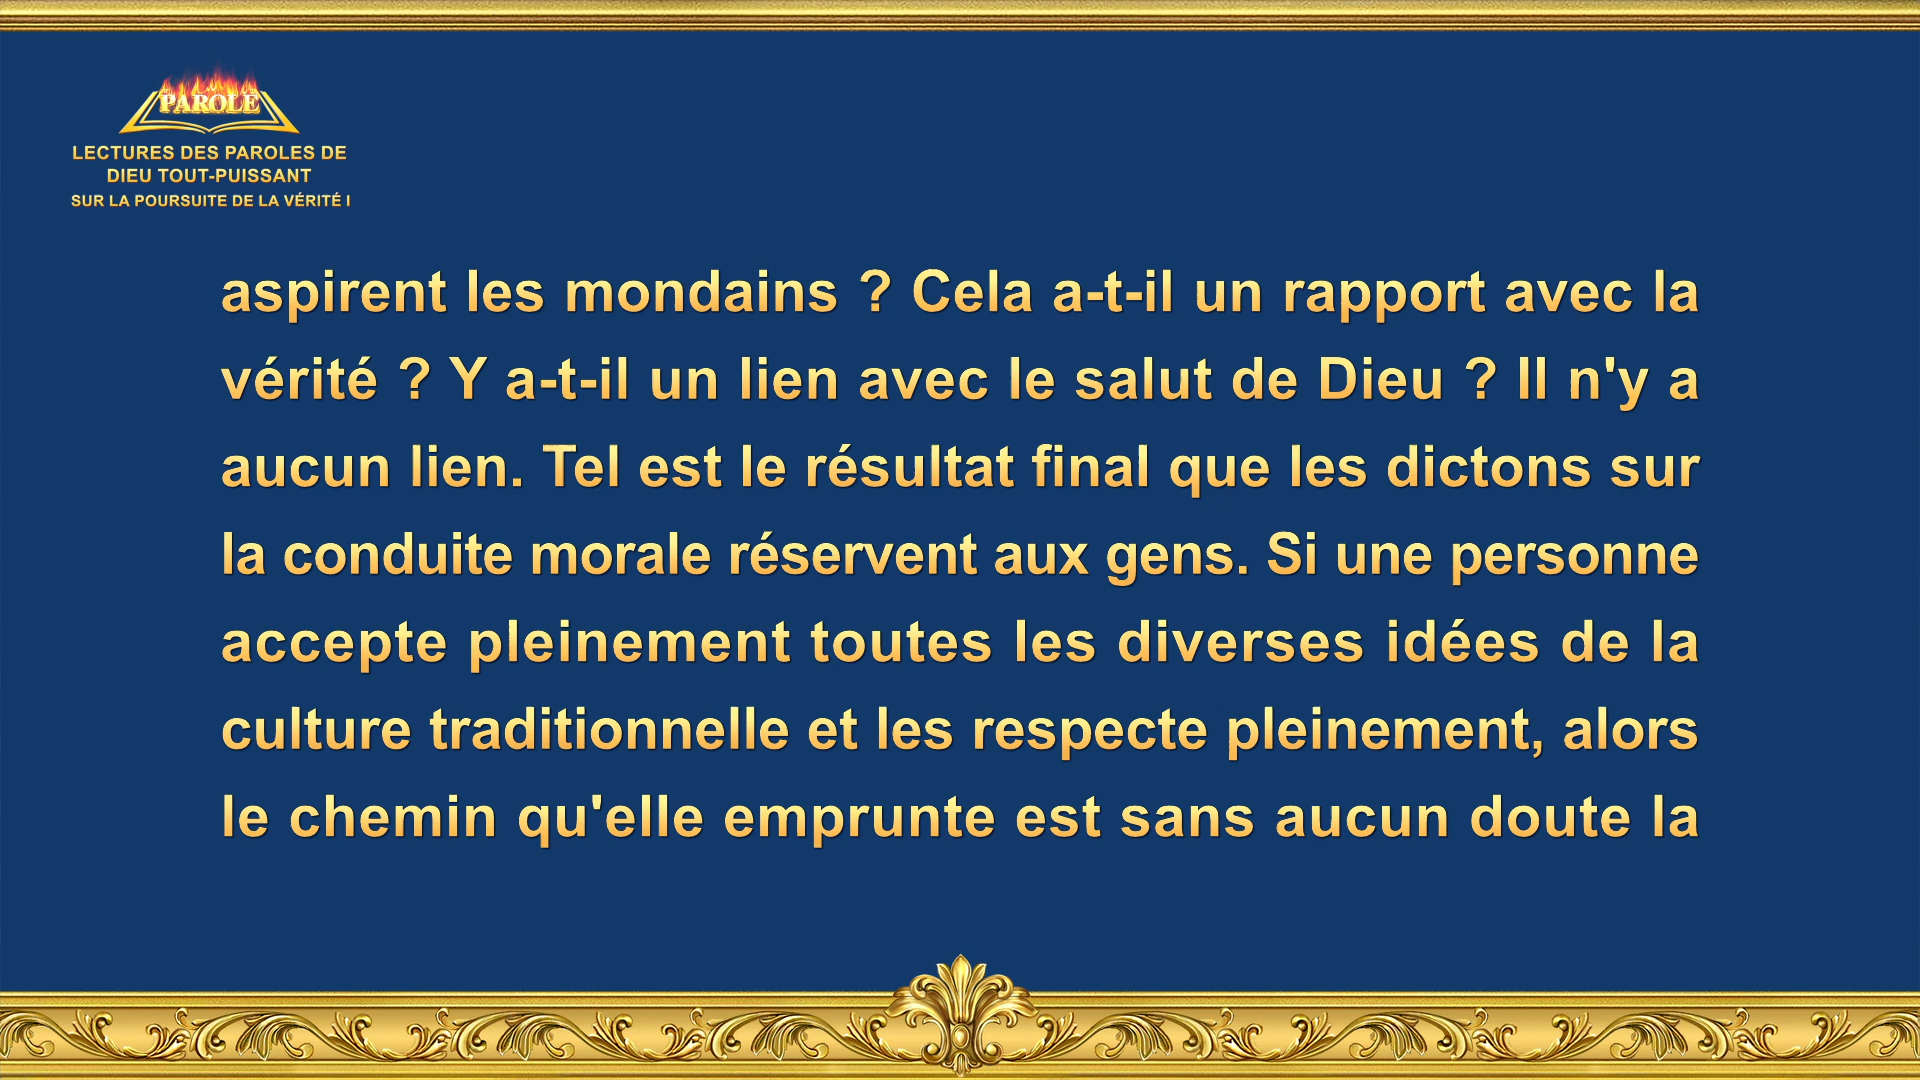 PAROLE
LECTURES DES PAROLES DE
DIEU TOUT-PUISSANT
SUR LA POURSUITE DE LA VÉRITÉ I
aspirent les mondains ? Cela a-t-il un rapport avec la
vérité ? Y a-t-il un lien avec le salut de Dieu ? Il n'y a
aucun lien. Tel est le résultat final que les dictons sur
la conduite morale réservent aux gens. Si une personne
accepte pleinement toutes les diverses idées de la
culture traditionnelle et les respecte pleinement, alors
le chemin qu'elle emprunte est sans aucun doute la